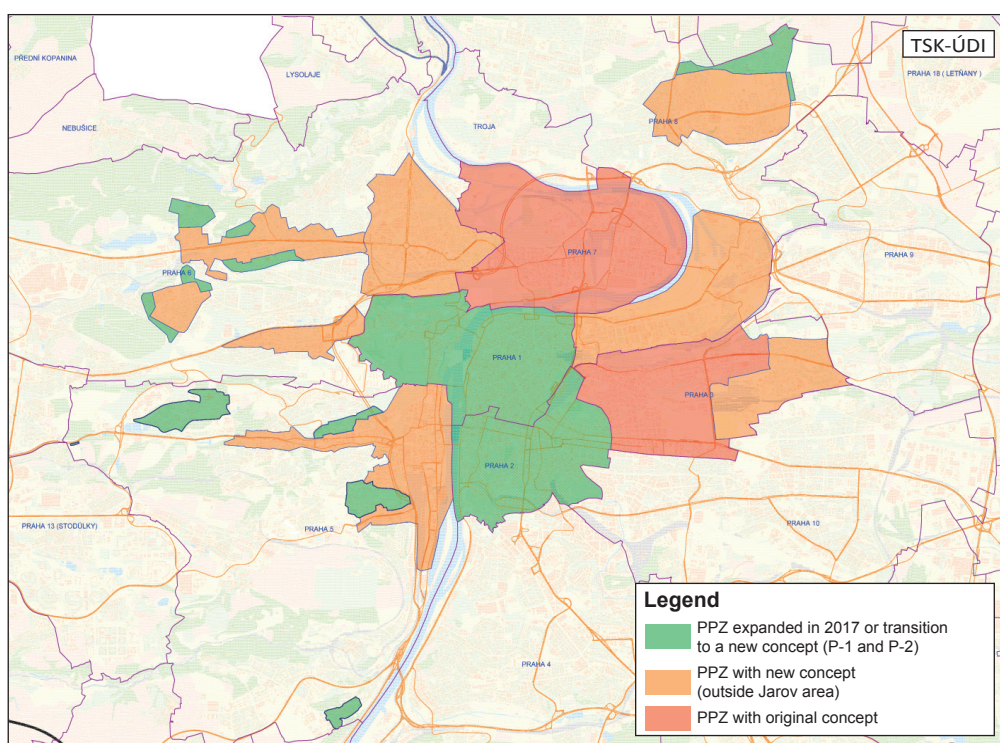 TSK-ÚDI
PŘEDNÍ KOPANINA
LYSOLAJE
PRAHA 18 ( LETŇANY )
NEBUŠICE
TROJA
PRAHA 8
PRAHA 7
PRAHA 9
PRAHA 6
PRAHA 1
PRAHA 3
PRAHA 2
PRAHA 13 (STODŮLKY)
PRAHA 5
PRAHA 10
PRAHA 4
Legend
PPZ expanded in 2017 or transition
to a new concept (P-1 and P-2)
PPZ with new concept
(outside Jarov area)
PPZ with original concept